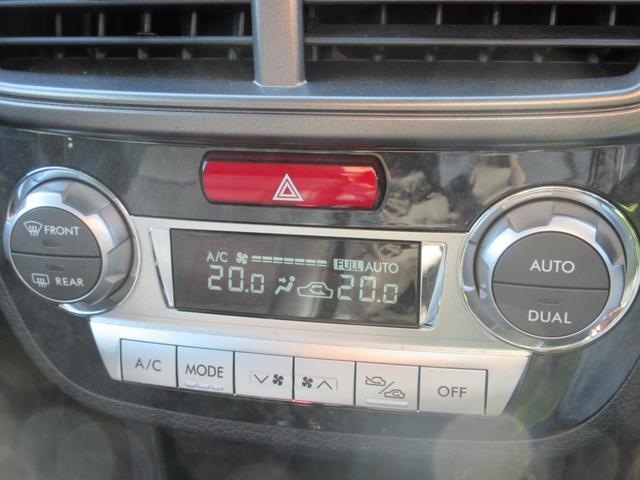 FRONT
REAR
A/C FULL AUTO
20.0 20.0
AUTO
DUAL
A/C MODE OFF